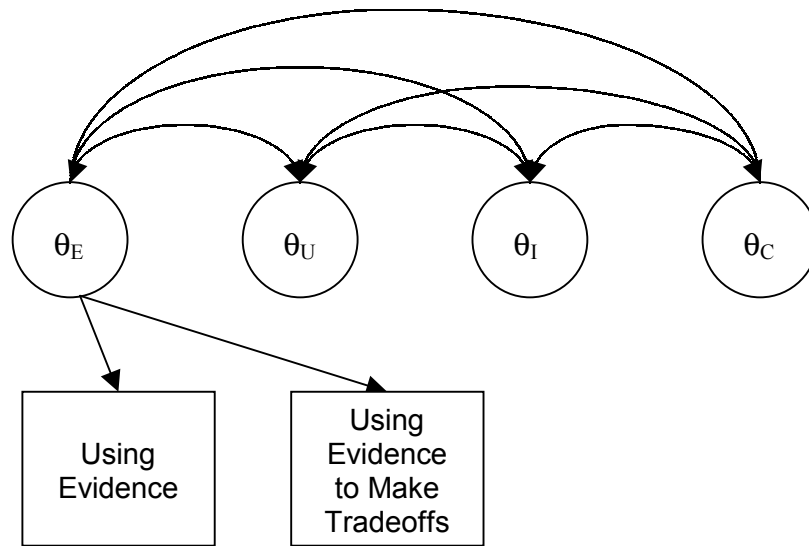 θE θU θI θC
Using
Evidence
Using
Evidence
to Make
Tradeoffs